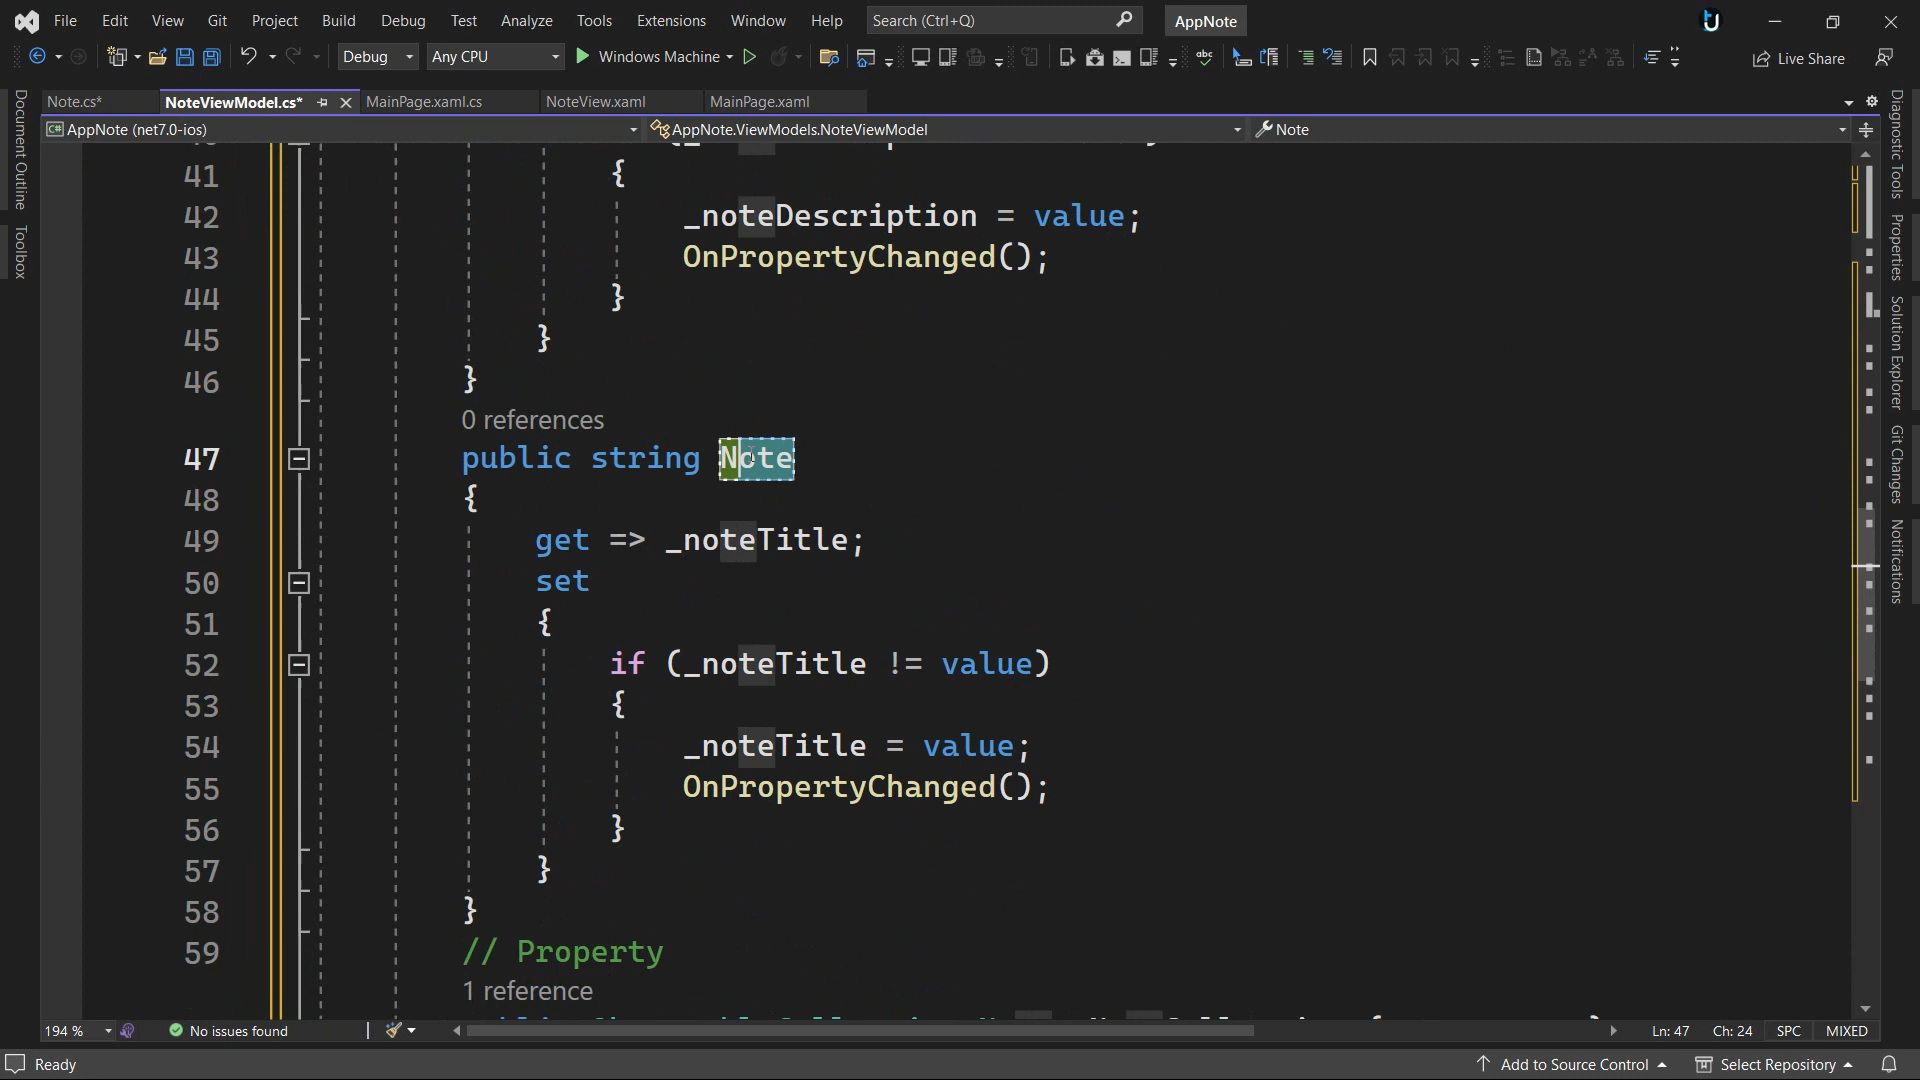 File Edit View Git Project Build Debug Test Analyze Tools Extensions Window Help Search (Ctrl+Q) AppNote
Debug Any CPU Windows Machine Live Share
Note.cs* NoteViewModel.cs* MainPage.xaml.cs NoteView.xaml MainPage.xaml
AppNote (net7.0-ios) AppNote.ViewModels.NoteViewModel Note
Document Outline
Toolbox
Diagnostic Tools
Properties
Solution Explorer
Git Changes
Notifications
41 {
42 _noteDescription = value;
43 OnPropertyChanged();
44 }
45 }
46 }
0 references
47 public string Note
48 {
49 get => _noteTitle;
50 set
51 {
52 if (_noteTitle != value)
53 {
54 _noteTitle = value;
55 OnPropertyChanged();
56 }
57 }
58 }
59 // Property
1 reference
194 % No issues found Ln: 47 Ch: 24 SPC MIXED
Ready Add to Source Control Select Repository